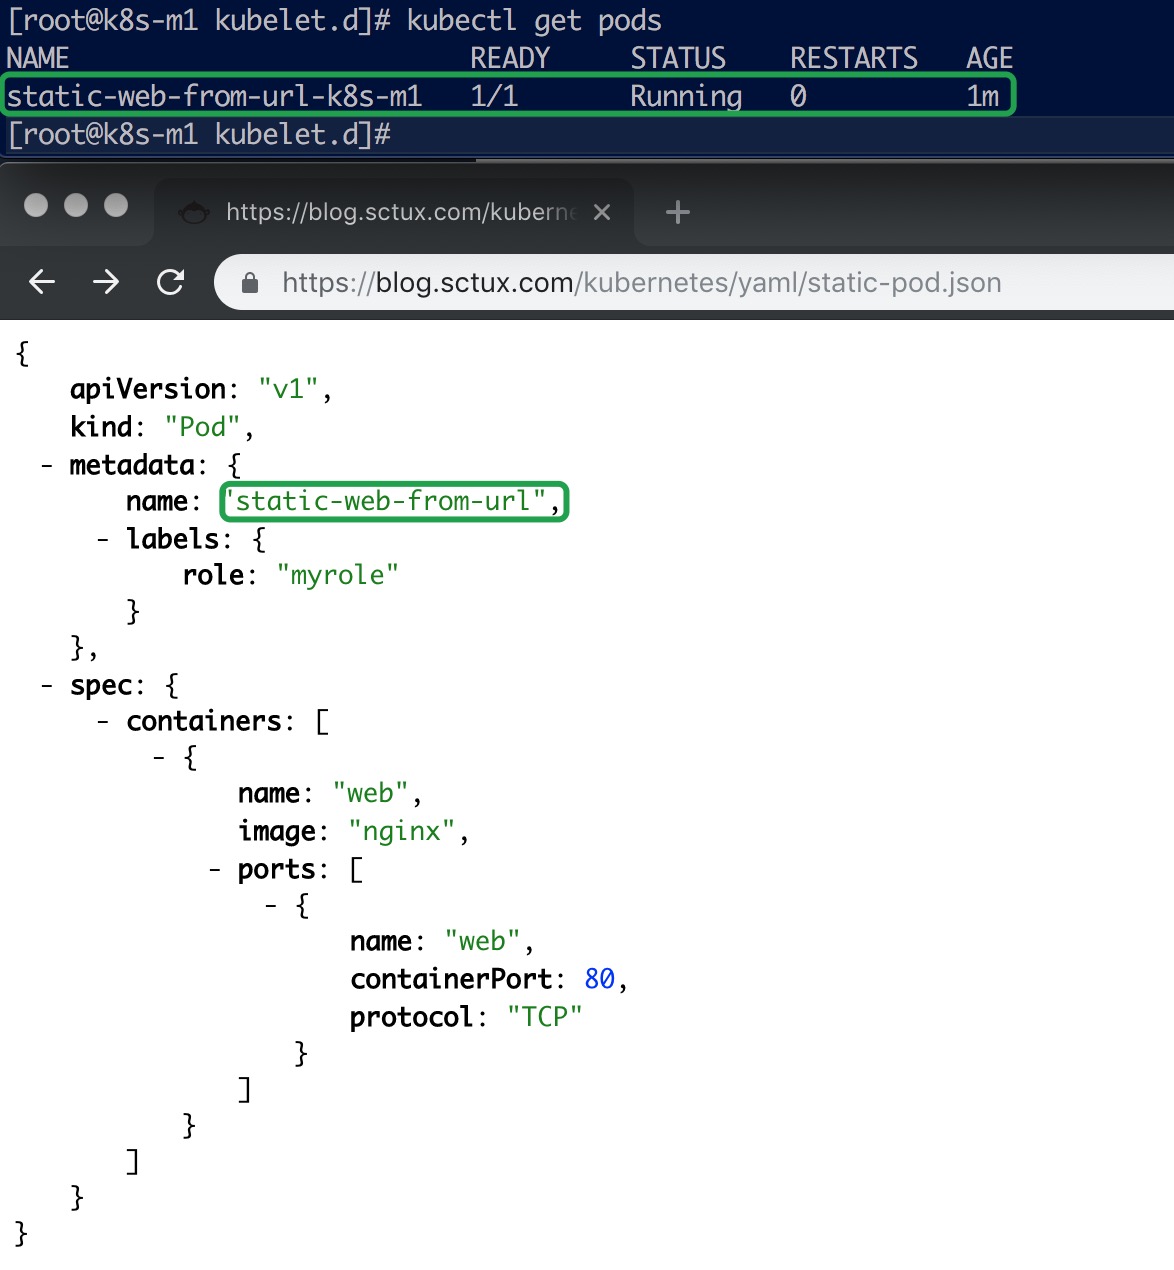 [root@k8s-m1 kubelet.d]# kubectl get pods
NAME READY STATUS RESTARTS AGE
static-web-from-url-k8s-m1 1/1 Running 0 1m
[root@k8s-m1 kubelet.d]#
https://blog.sctux.com/kuberne
https://blog.sctux.com/kubernetes/yaml/static-pod.json
{
apiVersion: "v1",
kind: "Pod",
- metadata: {
name: "static-web-from-url",
- labels: {
role: "myrole"
}
},
- spec: {
- containers: [
- {
name: "web",
image: "nginx",
- ports: [
- {
name: "web",
containerPort: 80,
protocol: "TCP"
}
]
}
]
}
}